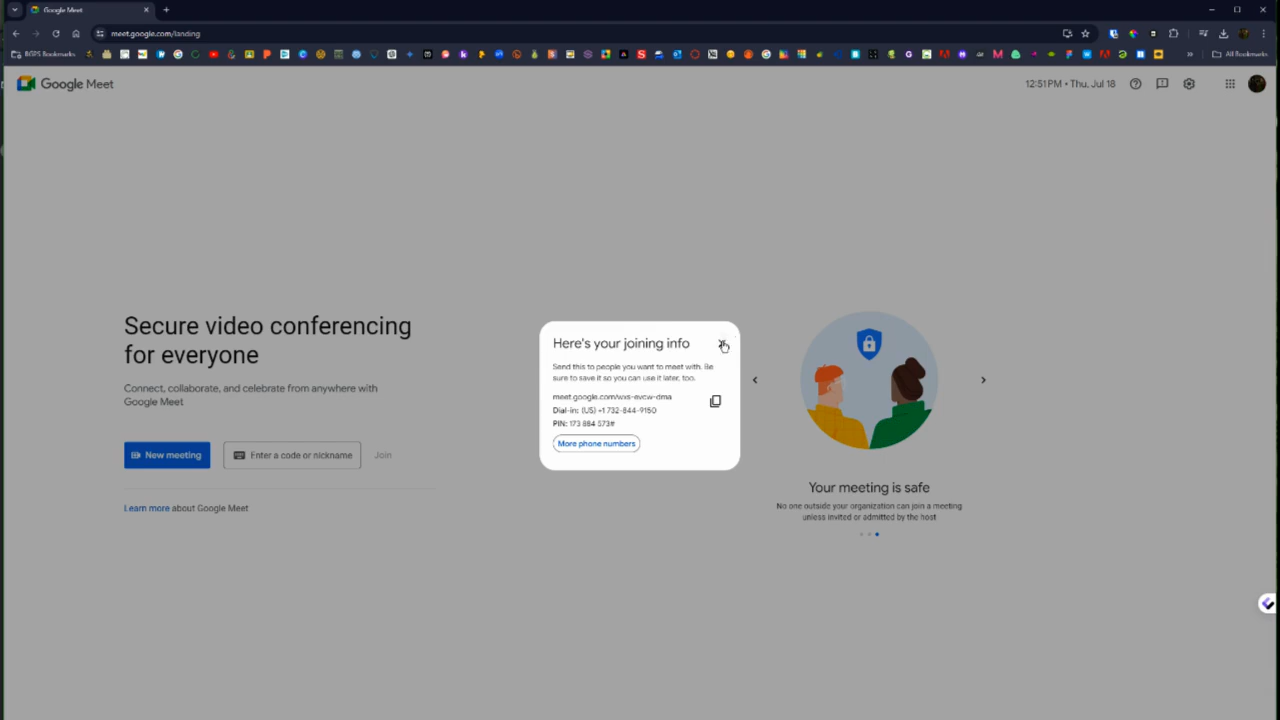 Google Meet
meet.google.com/landing
BGPS Bookmarks
All Bookmarks
Google Meet
12:51 PM • Thu, Jul 18
Secure video conferencing
for everyone
Connect, collaborate, and celebrate from anywhere with
Google Meet
New meeting
Enter a code or nickname
Join
Learn more about Google Meet
Here's your joining info
Send this to people you want to meet with. Be
sure to save it so you can use it later, too.
meet.google.com/wxs-evcw-dma
Dial-in: (US) +1 732-844-9150
PIN: 173 884 573#
More phone numbers
Your meeting is safe
No one outside your organization can join a meeting
unless invited or admitted by the host